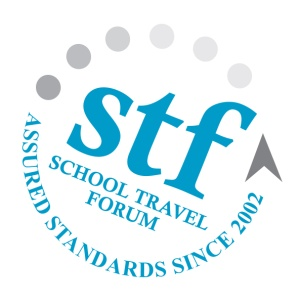 stf
SCHOOL TRAVEL
FORUM
ASSURED STANDARDS SINCE 2002